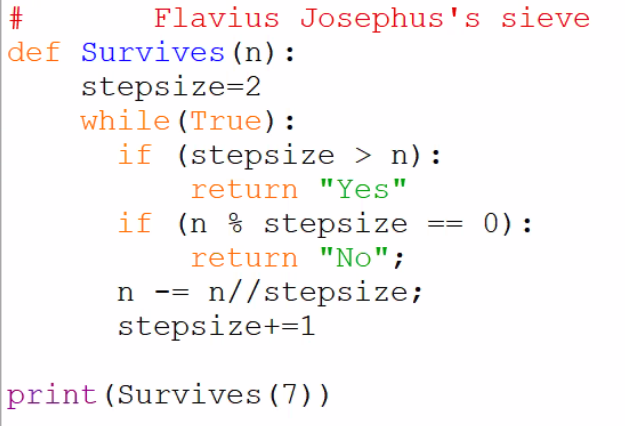 #       Flavius Josephus's sieve
def Survives(n):
    stepsize=2
    while(True):
      if (stepsize > n):
          return "Yes"
      if (n % stepsize == 0):
          return "No";
      n -= n//stepsize;
      stepsize+=1

print(Survives(7))